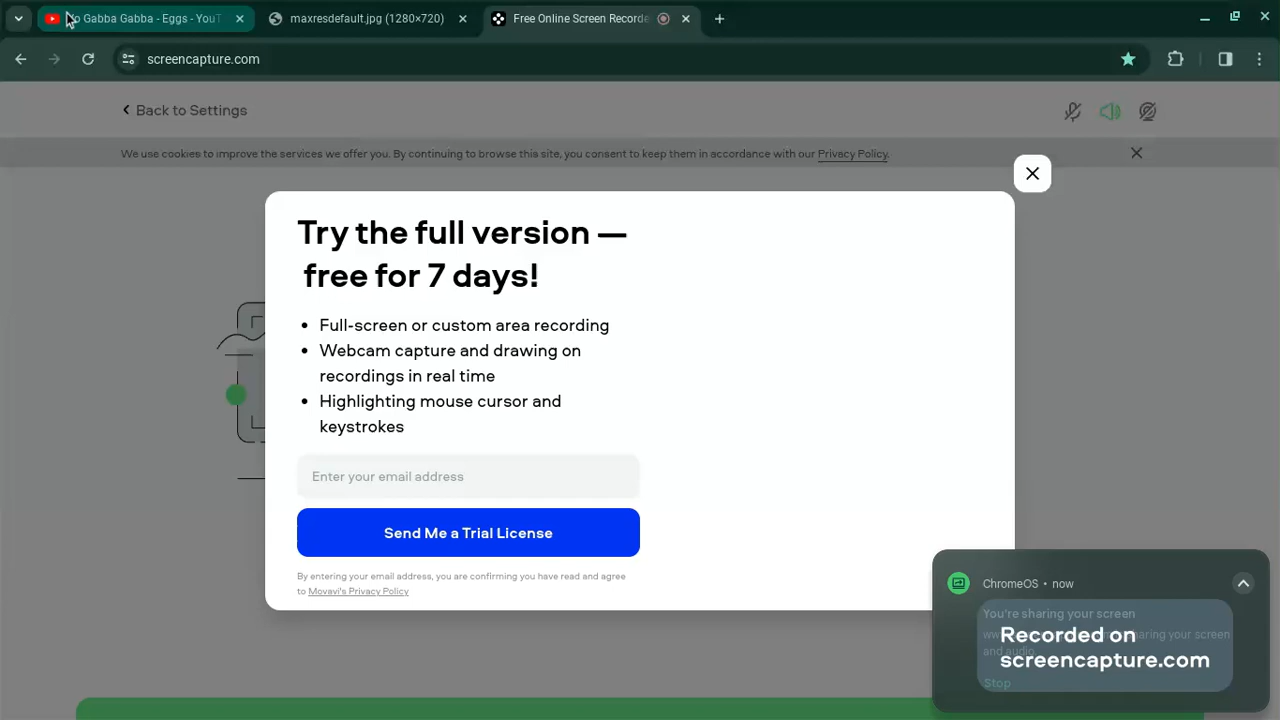 o Gabba Gabba - Eggs - YouT
maxresdefault.jpg (1280×720)
Free Online Screen Recorde
screencapture.com
Back to Settings
We use cookies to improve the services we offer you. By continuing to browse this site, you consent to keep them in accordance with our Privacy Policy.
Try the full version —
free for 7 days!
• Full-screen or custom area recording
• Webcam capture and drawing on
recordings in real time
• Highlighting mouse cursor and
keystrokes
Enter your email address
Send Me a Trial License
By entering your email address, you are confirming you have read and agree
to Movavi's Privacy Policy
ChromeOS • now
You're sharing your screen
sharing your screen
and audio.
Recorded on
screencapture.com
Stop